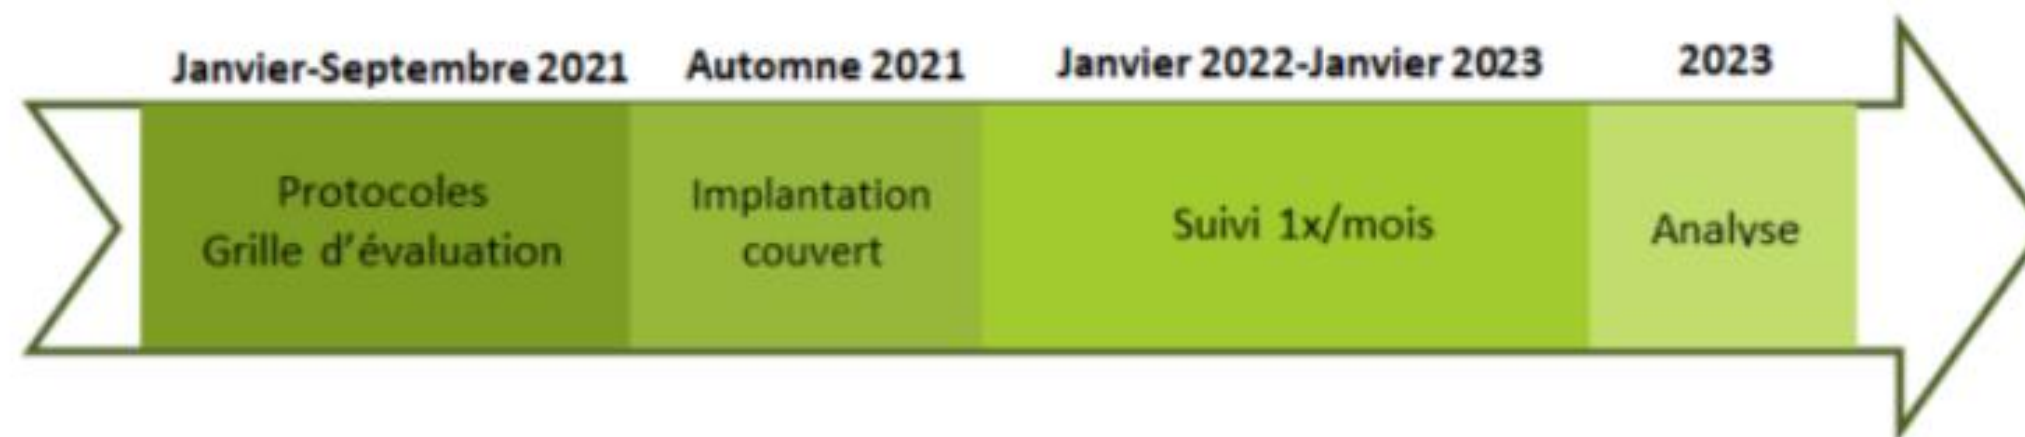 Janvier-Septembre 2021 Automne 2021 Janvier 2022-Janvier 2023 2023
Protocoles
Grille d'évaluation
Implantation
couvert
Suivi 1x/mois
Analyse